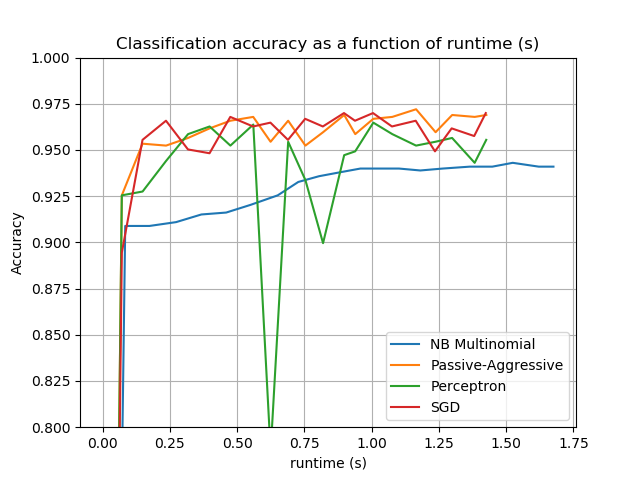 Classification accuracy as a function of runtime (s)
1.000
0.975
0.950
0.925
0.900
0.875
0.850
0.825
0.800
Accuracy
NB Multinomial
Passive-Aggressive
Perceptron
SGD
0.00 0.25 0.50 0.75 1.00 1.25 1.50 1.75
runtime (s)